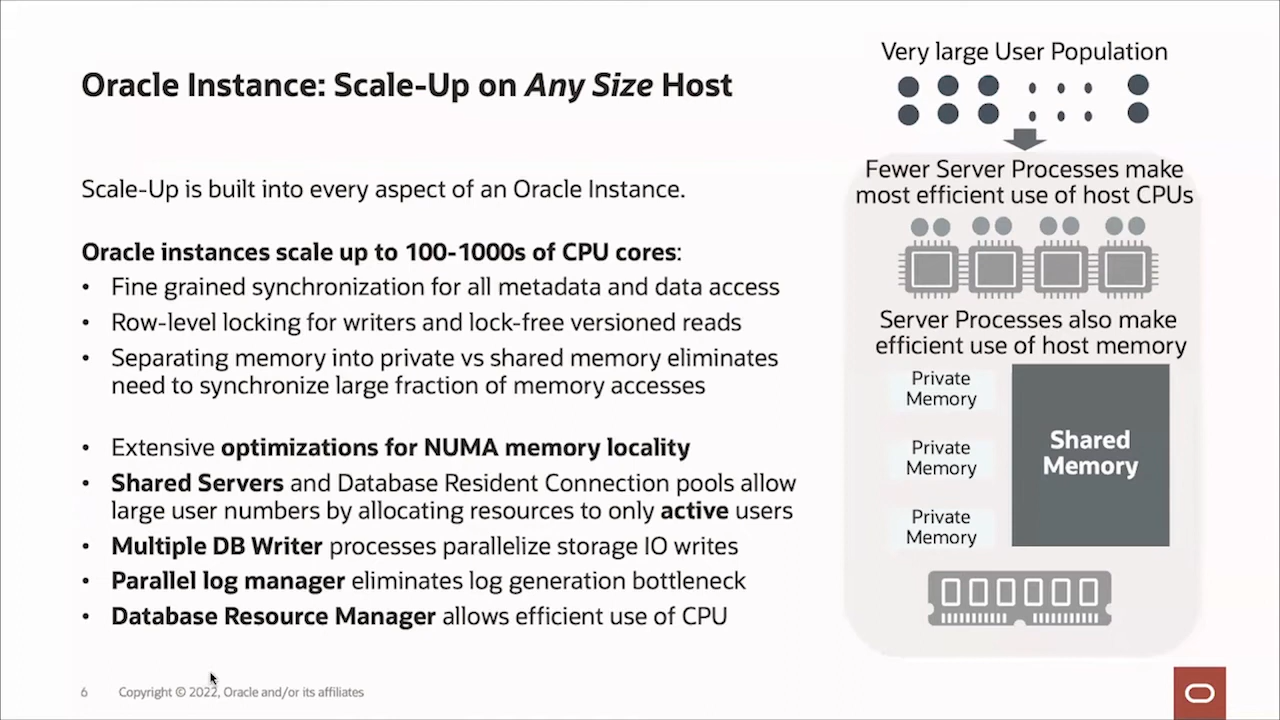 Oracle Instance: Scale-Up on Any Size Host
Scale-Up is built into every aspect of an Oracle Instance.
Oracle instances scale up to 100-1000s of CPU cores:
• Fine grained synchronization for all metadata and data access
• Row-level locking for writers and lock-free versioned reads
• Separating memory into private vs shared memory eliminates
need to synchronize large fraction of memory accesses
• Extensive optimizations for NUMA memory locality
• Shared Servers and Database Resident Connection pools allow
large user numbers by allocating resources to only active users
• Multiple DB Writer processes parallelize storage IO writes
• Parallel log manager eliminates log generation bottleneck
• Database Resource Manager allows efficient use of CPU
Very large User Population
Fewer Server Processes make
most efficient use of host CPUs
Server Processes also make
efficient use of host memory
Private
Memory
Private
Memory
Private
Memory
Shared
Memory
6 Copyright © 2022, Oracle and/or its affiliates